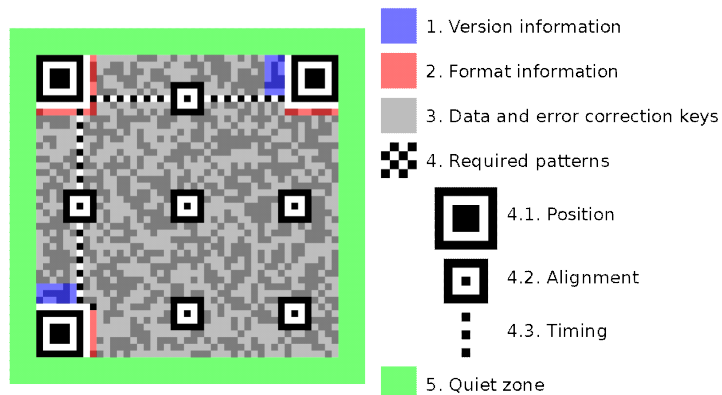 1. Version information
2. Format information
3. Data and error correction keys
4. Required patterns
4.1. Position
4.2. Alignment
4.3. Timing
5. Quiet zone